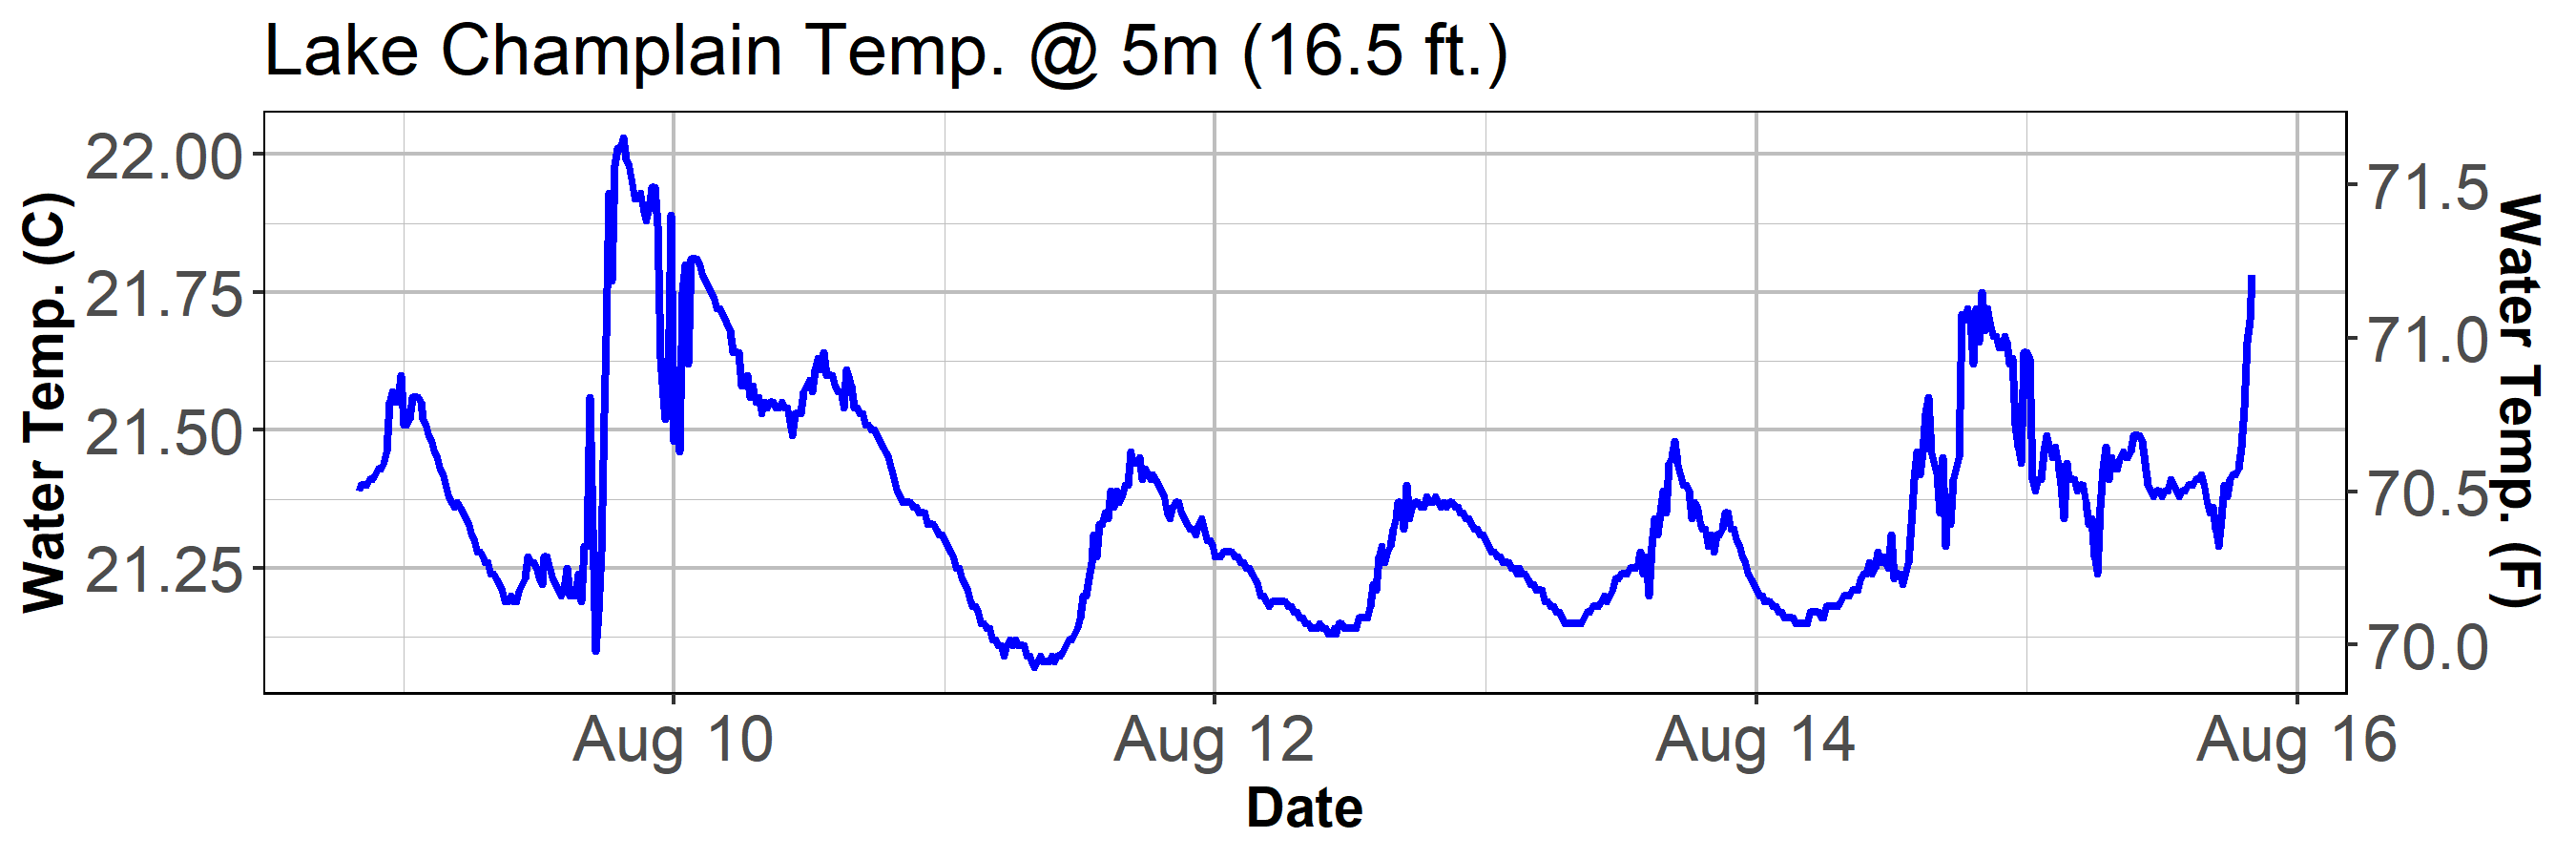 Lake Champlain Temp. @ 5m (16.5 ft.)
Water Temp. (C)
22.00
21.75
21.50
21.25
71.5
71.0
70.5
70.0
Water Temp. (F)
Aug 10 Aug 12 Aug 14 Aug 16
Date